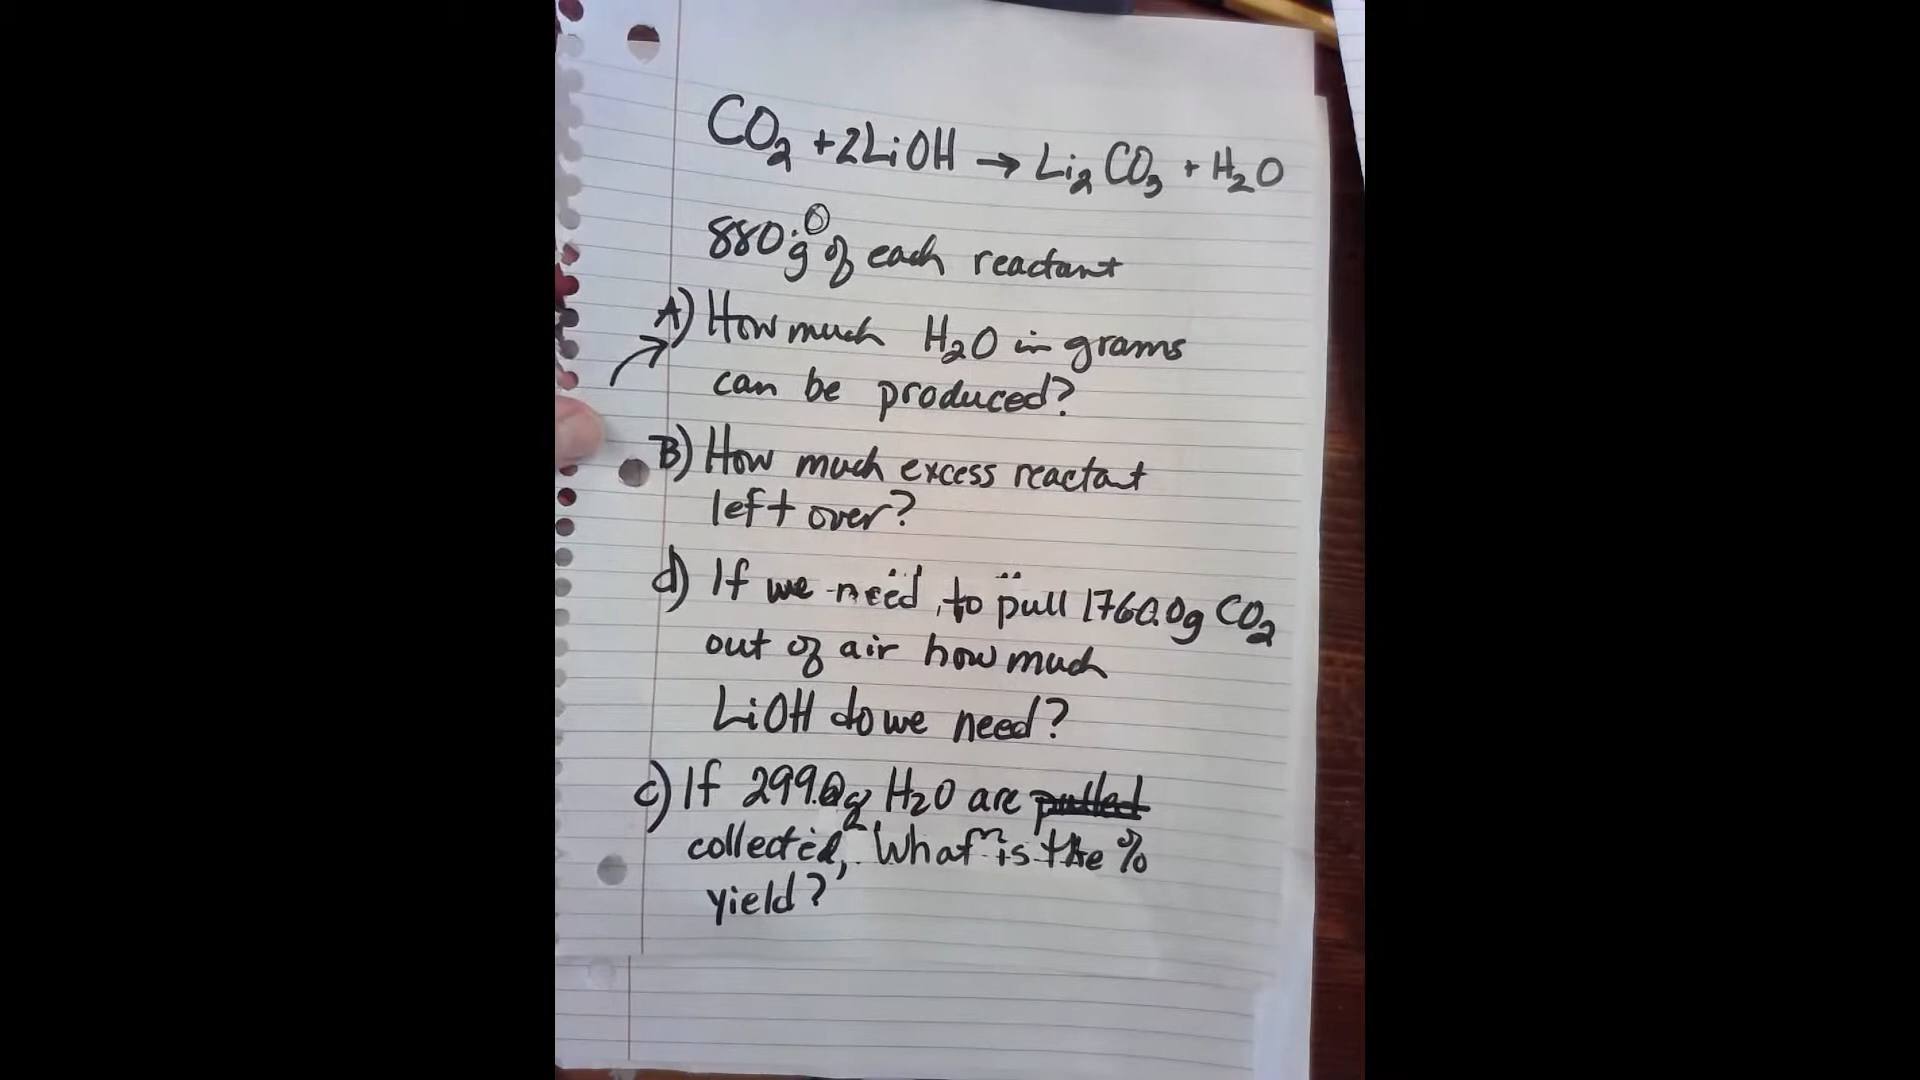 CO₂ + 2LiOH → Li₂CO₃ + H₂O
880.0g of each reactant
A) How much H₂O in grams
can be produced?
B) How much excess reactant
left over?
d) If we need to pull 1760.0g CO₂
out of air how much
LiOH do we need?
c) If 299.0g H₂O are pulled
collected, What is the %
yield?